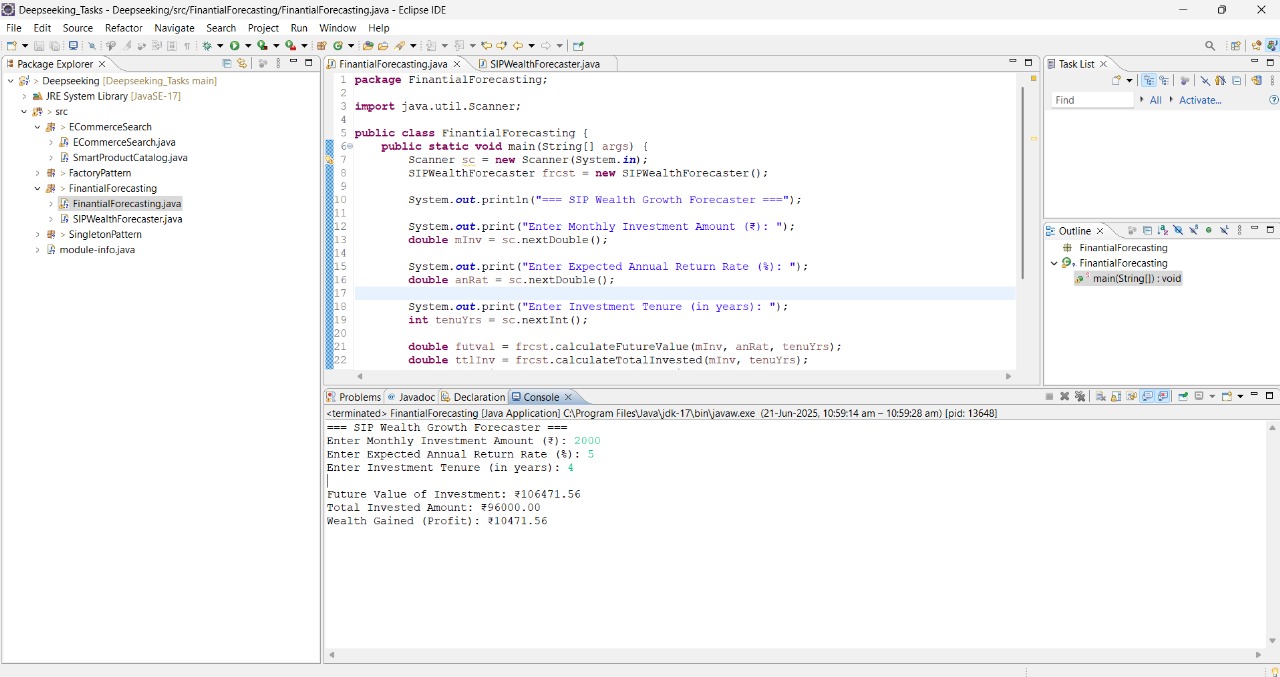 Deepseeking_Tasks - Deepseeking/src/FinantialForecasting/FinantialForecasting.java - Eclipse IDE
File Edit Source Refactor Navigate Search Project Run Window Help
Package Explorer
> Deepseeking [Deepseeking_Tasks main]
JRE System Library [JavaSE-17]
> src
> ECommerceSearch
ECommerceSearch.java
SmartProductCatalog.java
> FactoryPattern
> FinantialForecasting
FinantialForecasting.java
SIPWealthForecaster.java
> SingletonPattern
module-info.java
FinantialForecasting.java SIPWealthForecaster.java
1 package FinantialForecasting;
2
3 import java.util.Scanner;
4
5 public class FinantialForecasting {
6 public static void main(String[] args) {
7 Scanner sc = new Scanner(System.in);
8 SIPWealthForecaster frcst = new SIPWealthForecaster();
9
10 System.out.println("=== SIP Wealth Growth Forecaster ===");
11
12 System.out.print("Enter Monthly Investment Amount (₹): ");
13 double mInv = sc.nextDouble();
14
15 System.out.print("Enter Expected Annual Return Rate (%): ");
16 double anRat = sc.nextDouble();
17
18 System.out.print("Enter Investment Tenure (in years): ");
19 int tenuYrs = sc.nextInt();
20
21 double futval = frcst.calculateFutureValue(mInv, anRat, tenuYrs);
22 double ttlInv = frcst.calculateTotalInvested(mInv, tenuYrs);
Task List
Find All Activate...
Outline
FinantialForecasting
FinantialForecasting
main(String[]) : void
Problems Javadoc Declaration Console
<terminated> FinantialForecasting [Java Application] C:\Program Files\Java\jdk-17\bin\javaw.exe (21-Jun-2025, 10:59:14 am – 10:59:28 am) [pid: 13648]
=== SIP Wealth Growth Forecaster ===
Enter Monthly Investment Amount (₹): 2000
Enter Expected Annual Return Rate (%): 5
Enter Investment Tenure (in years): 4
Future Value of Investment: ₹106471.56
Total Invested Amount: ₹96000.00
Wealth Gained (Profit): ₹10471.56